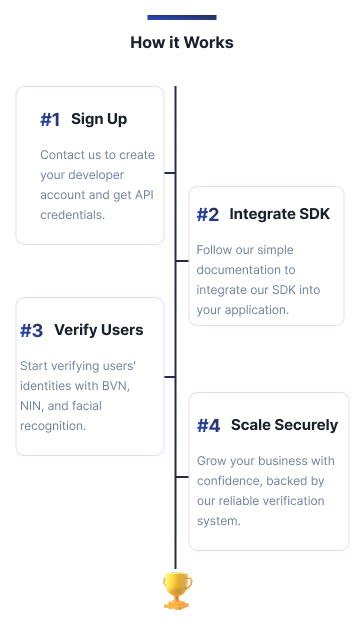 How it Works
#1 Sign Up
Contact us to create
your developer
account and get API
credentials.
#2 Integrate SDK
Follow our simple
documentation to
integrate our SDK into
your application.
#3 Verify Users
Start verifying users'
identities with BVN,
NIN, and facial
recognition.
#4 Scale Securely
Grow your business with
confidence, backed by
our reliable verification
system.